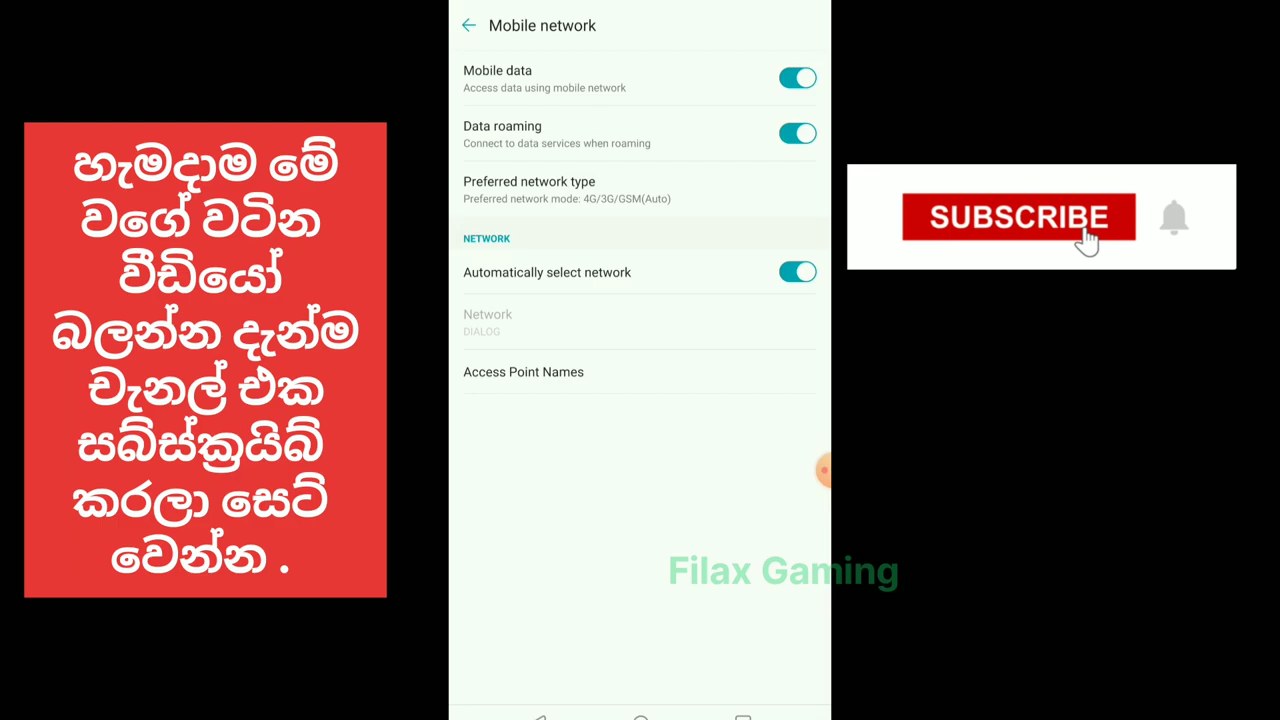 හැමදාම මේ
වගේ වටින
වීඩියෝ
බලන්න දැන්ම
චැනල් එක
සබ්ස්ක්‍රයිබ්
කරලා සෙට්
වෙන්න .
Mobile network
Mobile data
Access data using mobile network
Data roaming
Connect to data services when roaming
Preferred network type
Preferred network mode: 4G/3G/GSM(Auto)
NETWORK
Automatically select network
Network
DIALOG
Access Point Names
Filax Gaming
SUBSCRIBE